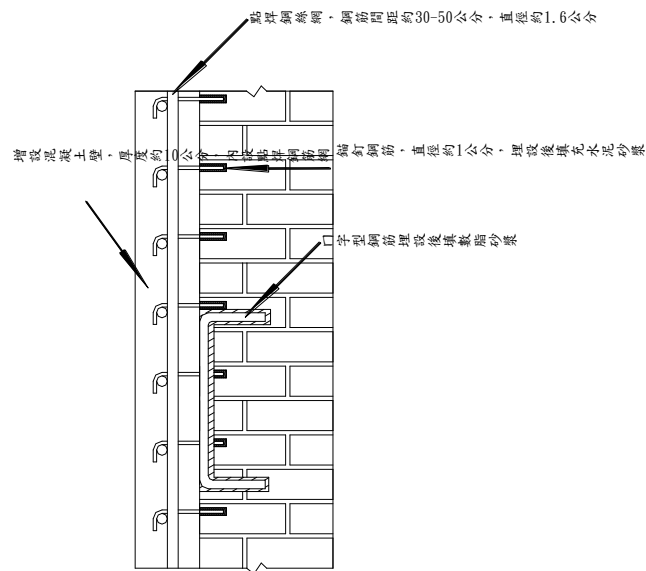 點焊鋼絲網，鋼筋間距約30-50公分，直徑約1.6公分
增設混凝土壁，厚度約10公分，內設點焊鋼筋網
錨釘鋼筋，直徑約1公分，埋設後填充水泥砂漿
ㄇ字型鋼筋埋設後填數脂砂漿